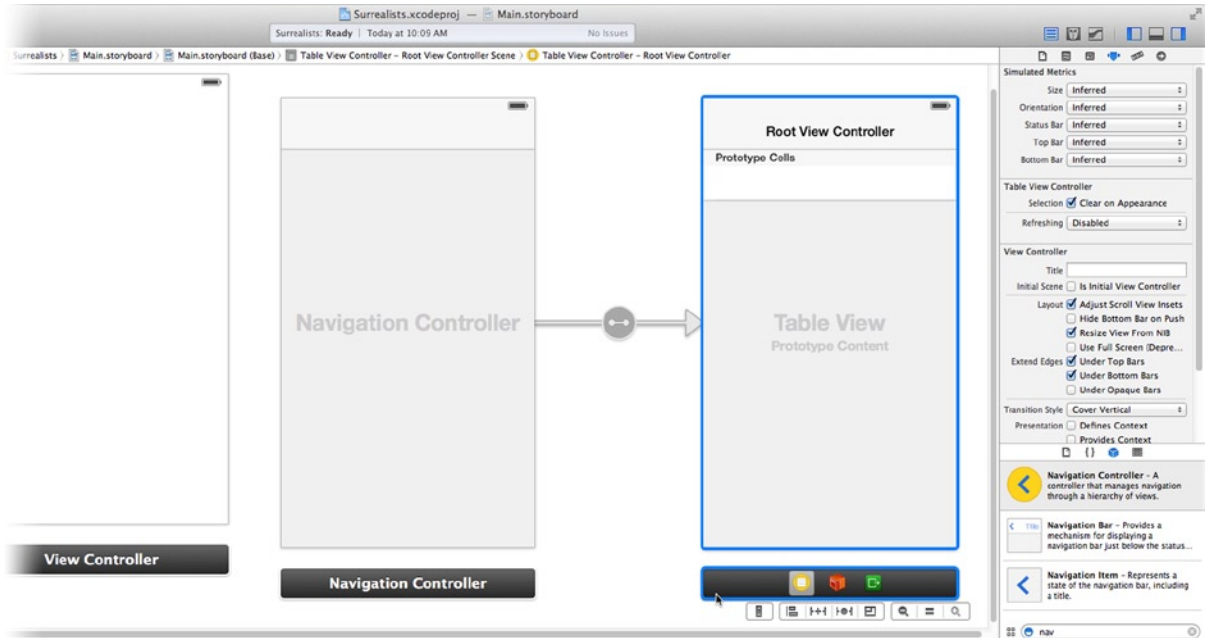 Surrealists.xcodeproj — Main.storyboard
Surrealists: Ready | Today at 10:09 AM No Issues
Surrealists Main.storyboard Main.storyboard (Base) Table View Controller – Root View Controller Scene Table View Controller – Root View Controller
Simulated Metrics
Size Inferred
Orientation Inferred
Status Bar Inferred
Top Bar Inferred
Bottom Bar Inferred
Table View Controller
Selection Clear on Appearance
Refreshing Disabled
View Controller
Title
Initial Scene Is Initial View Controller
Layout Adjust Scroll View Insets
Hide Bottom Bar on Push
Resize View From NIB
Use Full Screen (Depre...
Extend Edges Under Top Bars
Under Bottom Bars
Under Opaque Bars
Transition Style Cover Vertical
Presentation Defines Context
Provides Context
{}
Navigation Controller – A
controller that manages navigation
through a hierarchy of views.
Title
Navigation Bar – Provides a
mechanism for displaying a
navigation bar just below the status...
Navigation Item – Represents a
state of the navigation bar, including
a title.
nav
Root View Controller
Prototype Cells
Table View
Prototype Content
Navigation Controller
Navigation Controller
View Controller